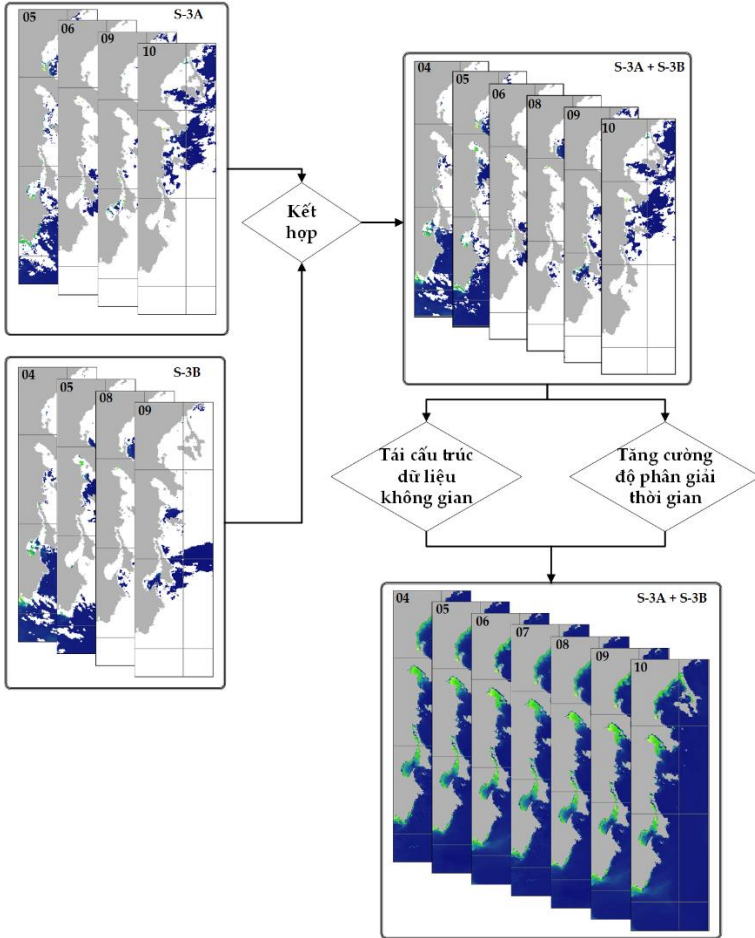 S-3A
05
06
09
10
S-3A + S-3B
04
05
06
08
09
10
Kết
hợp
S-3B
04
05
08
09
Tái cấu trúc
dữ liệu
không gian
Tăng cường
độ phân giải
thời gian
S-3A + S-3B
04
05
06
07
08
09
10